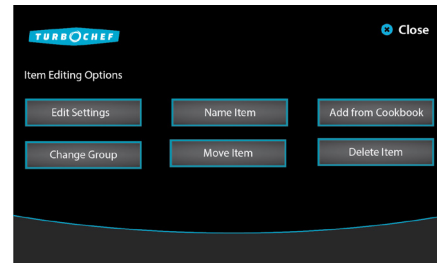 TURBOCHEF
Close
Item Editing Options
Edit Settings
Name Item
Add from Cookbook
Change Group
Move Item
Delete Item